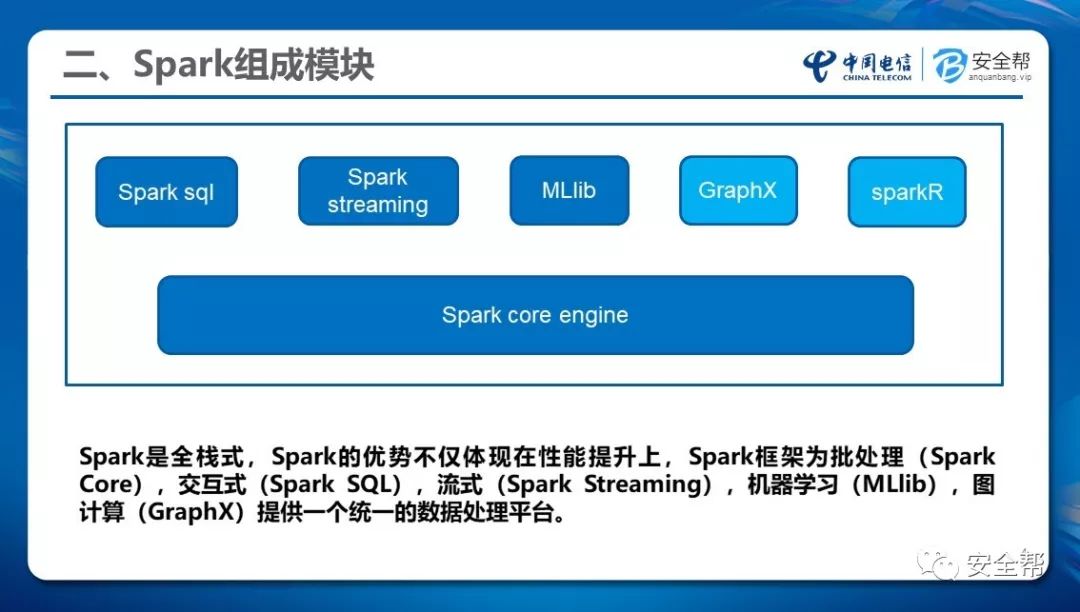 二、Spark组成模块
中国电信
CHINA TELECOM
安全帮
anquanbang.vip
Spark sql
Spark
streaming
MLlib
GraphX
sparkR
Spark core engine
Spark是全栈式，Spark的优势不仅体现在性能提升上，Spark框架为批处理（Spark
Core），交互式（Spark SQL），流式（Spark Streaming），机器学习（MLlib），图
计算（GraphX）提供一个统一的数据处理平台。
安全帮